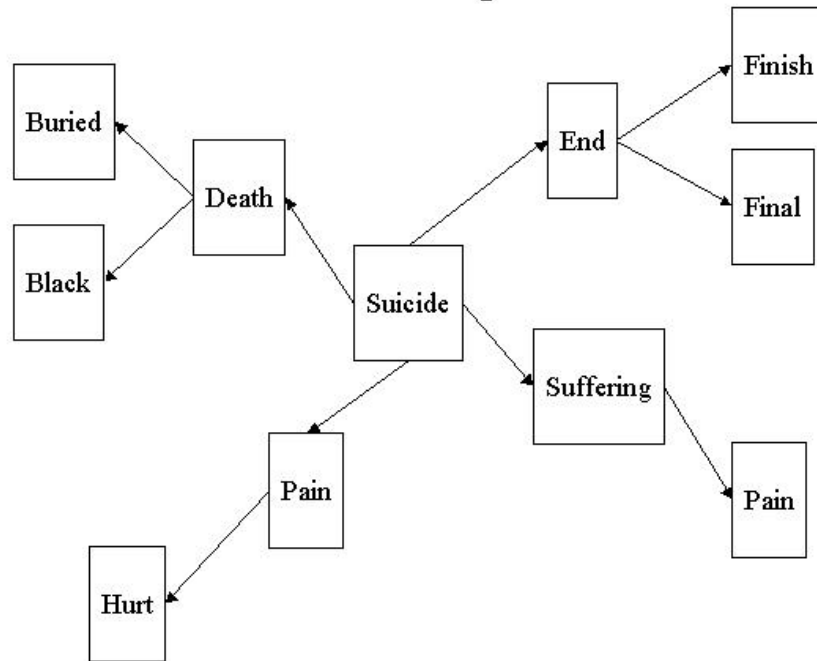 Finish
Buried
End
Death
Final
Black
Suicide
Suffering
Pain
Pain
Hurt